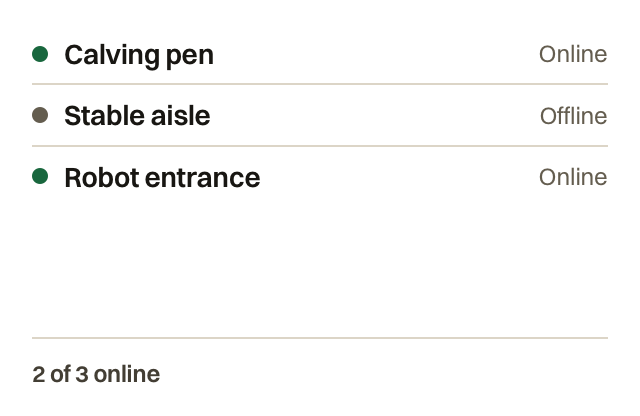 Calving pen Online
Stable aisle Offline
Robot entrance Online
2 of 3 online